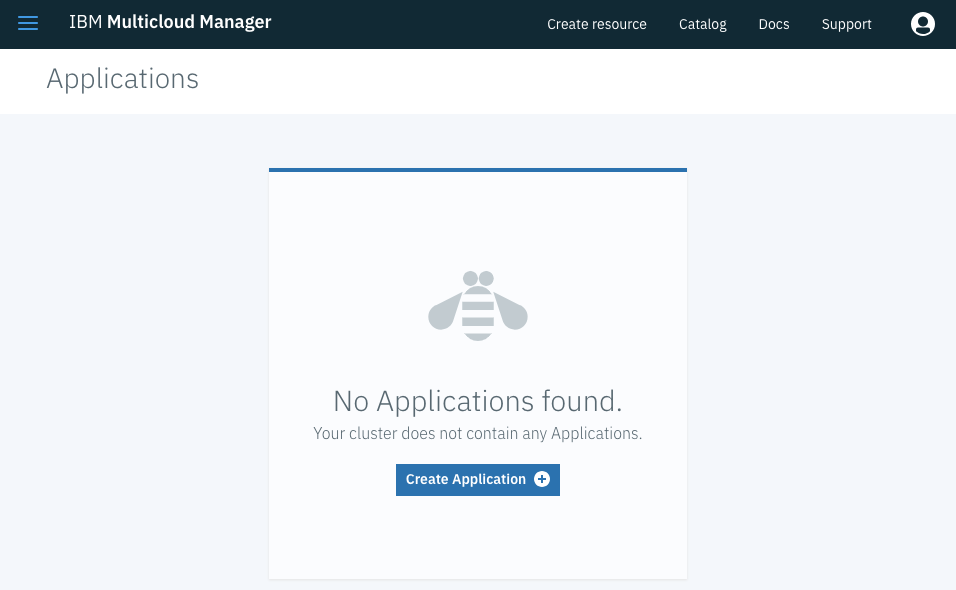 IBM Multicloud Manager
Create resource
Catalog
Docs
Support
Applications
No Applications found.
Your cluster does not contain any Applications.
Create Application